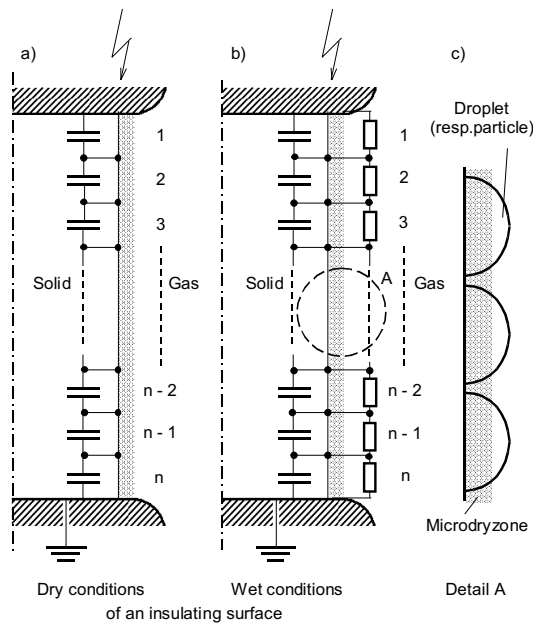 a)
b)
c)
Droplet
(resp.particle)
1
2
3
Solid
Gas
n - 2
n - 1
n
1
2
3
Solid
A
Gas
n - 2
n - 1
n
Microdryzone
Dry conditions
Wet conditions
Detail A
of an insulating surface